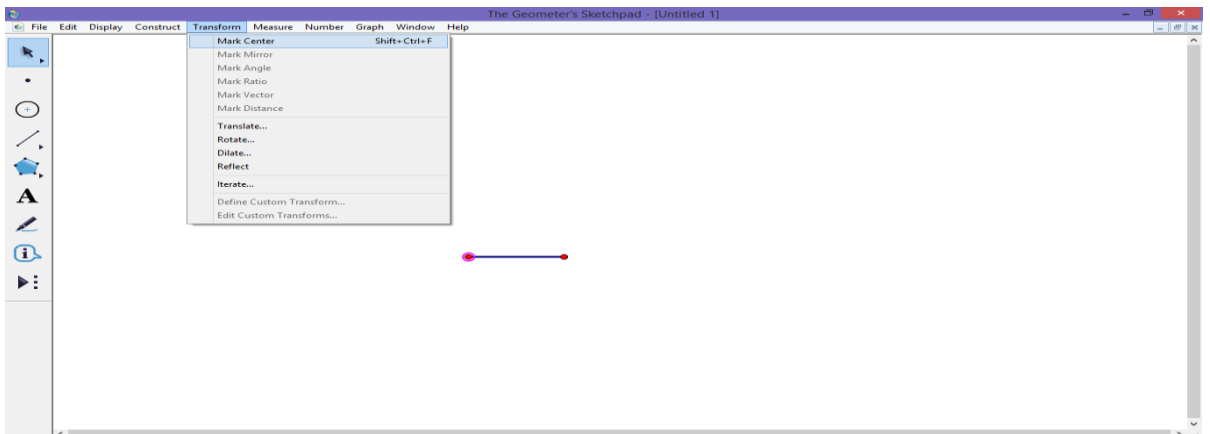 The Geometer's Sketchpad - [Untitled 1]
File Edit Display Construct Transform Measure Number Graph Window Help
Mark Center Shift+Ctrl+F
Mark Mirror
Mark Angle
Mark Ratio
Mark Vector
Mark Distance
Translate...
Rotate...
Dilate...
Reflect
Iterate...
Define Custom Transform...
Edit Custom Transforms...
A
i